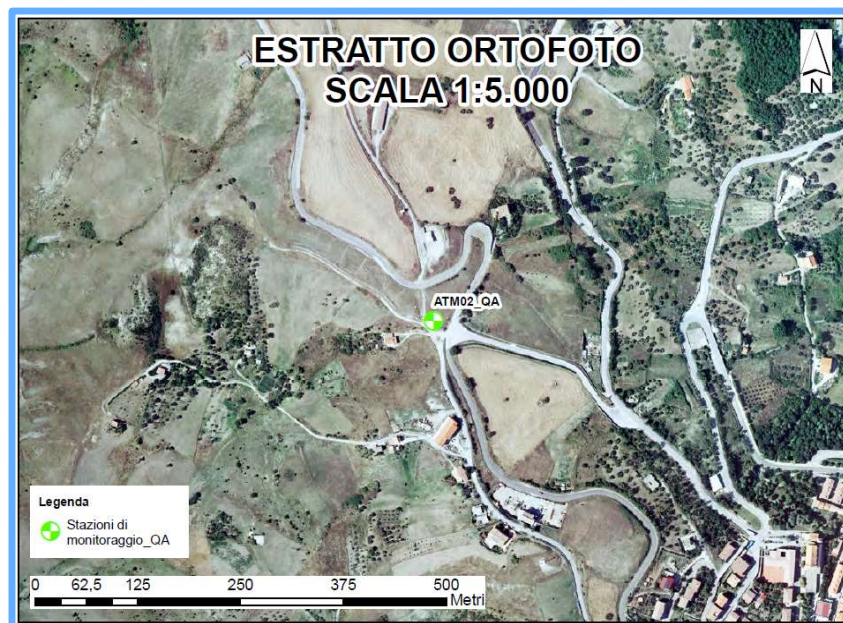 ESTRATTO ORTOFOTO
SCALA 1:5.000
N
ATM02_QA
Legenda
Stazioni di
monitoraggio_QA
0 62,5 125 250 375 500
Metri